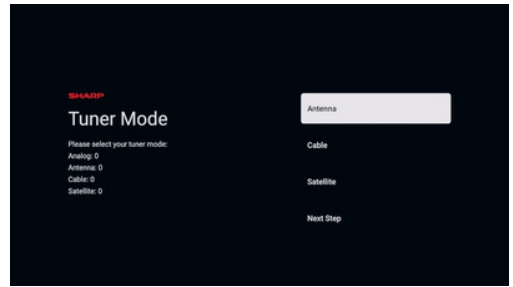 SHARP
Tuner Mode
Please select your tuner mode:
Analog: 0
Antenna: 0
Cable: 0
Satellite: 0
Antenna
Cable
Satellite
Next Step